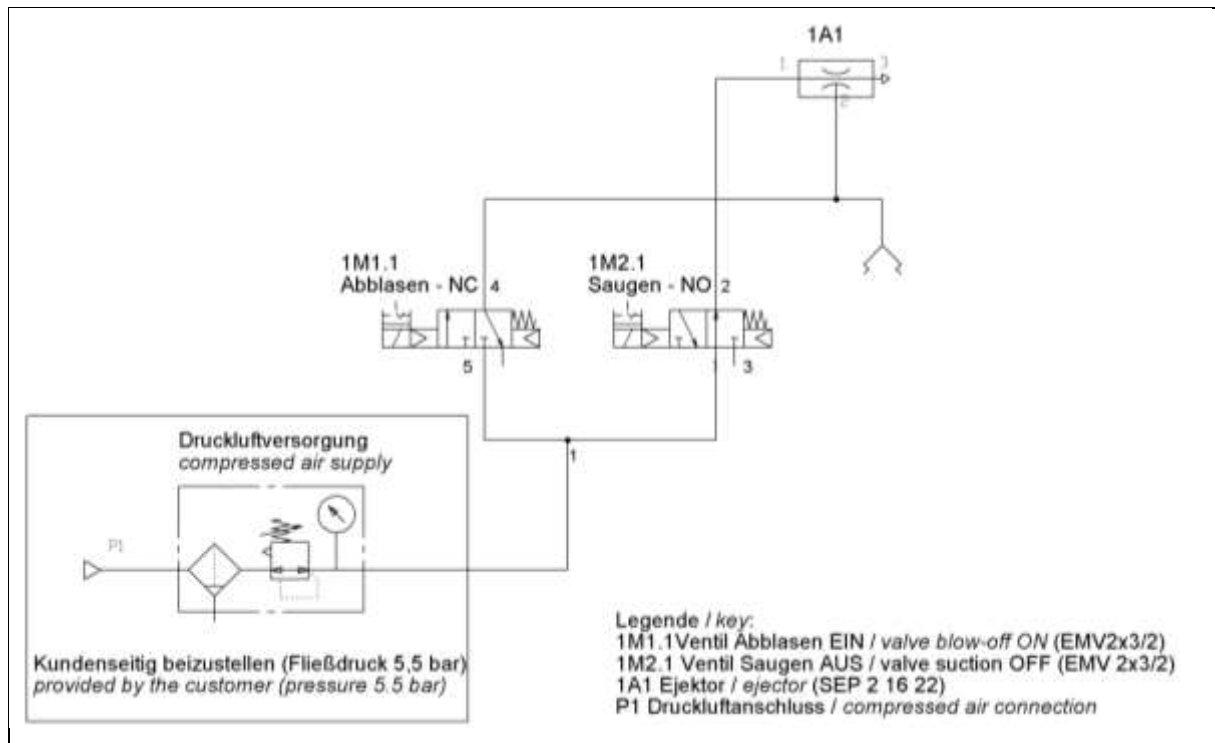 1A1
1 3
2
1M1.1
Abblasen - NC 4
1M2.1
Saugen - NO 2
5
1 3
1
Druckluftversorgung
compressed air supply
P1
Kundenseitig beizustellen (Fließdruck 5,5 bar)
provided by the customer (pressure 5.5 bar)
Legende / key:
1M1.1Ventil Abblasen EIN / valve blow-off ON (EMV2x3/2)
1M2.1 Ventil Saugen AUS / valve suction OFF (EMV 2x3/2)
1A1 Ejektor / ejector (SEP 2 16 22)
P1 Druckluftanschluss / compressed air connection